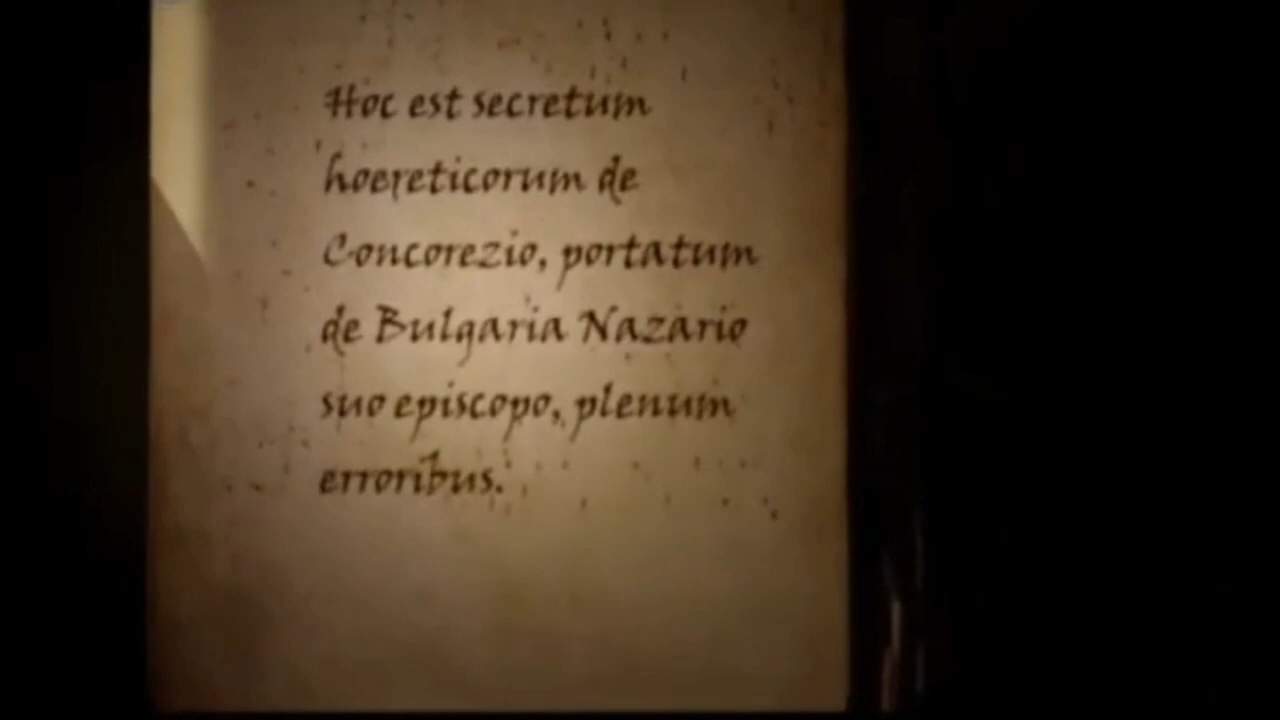 Hoc est secretum
hoereticorum de
Concorezio, portatum
de Bulgaria Nazario
suo episcopo, plenum
erroribus.